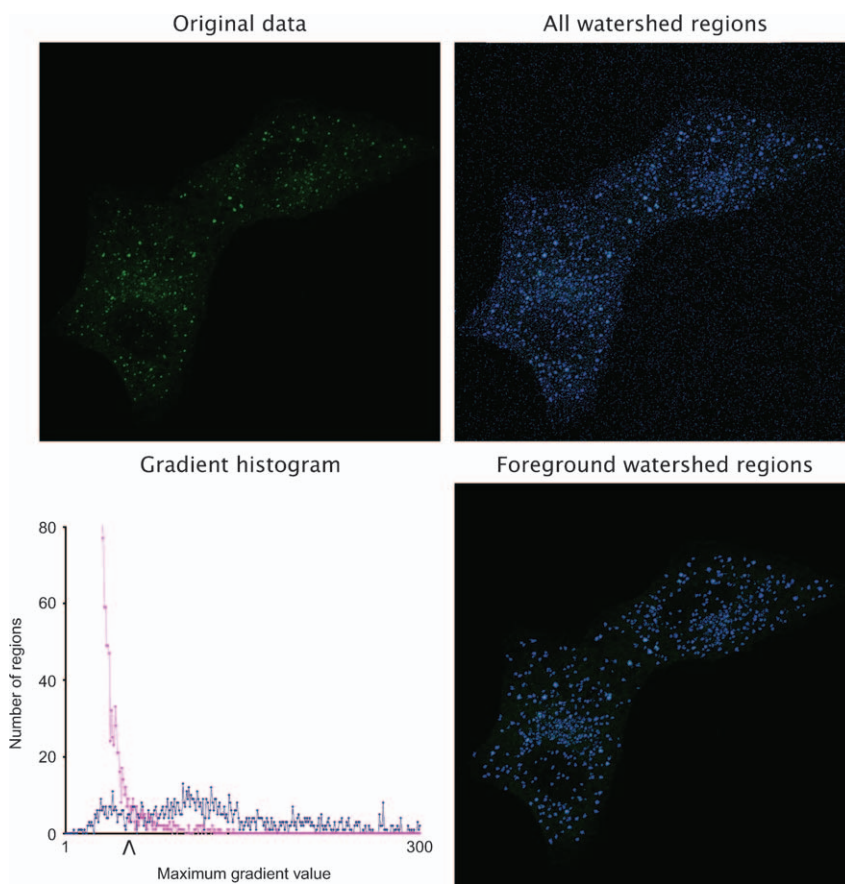 Original data
All watershed regions
Gradient histogram
Foreground watershed regions
80
60
40
20
0
Number of regions
1
Λ
300
Maximum gradient value